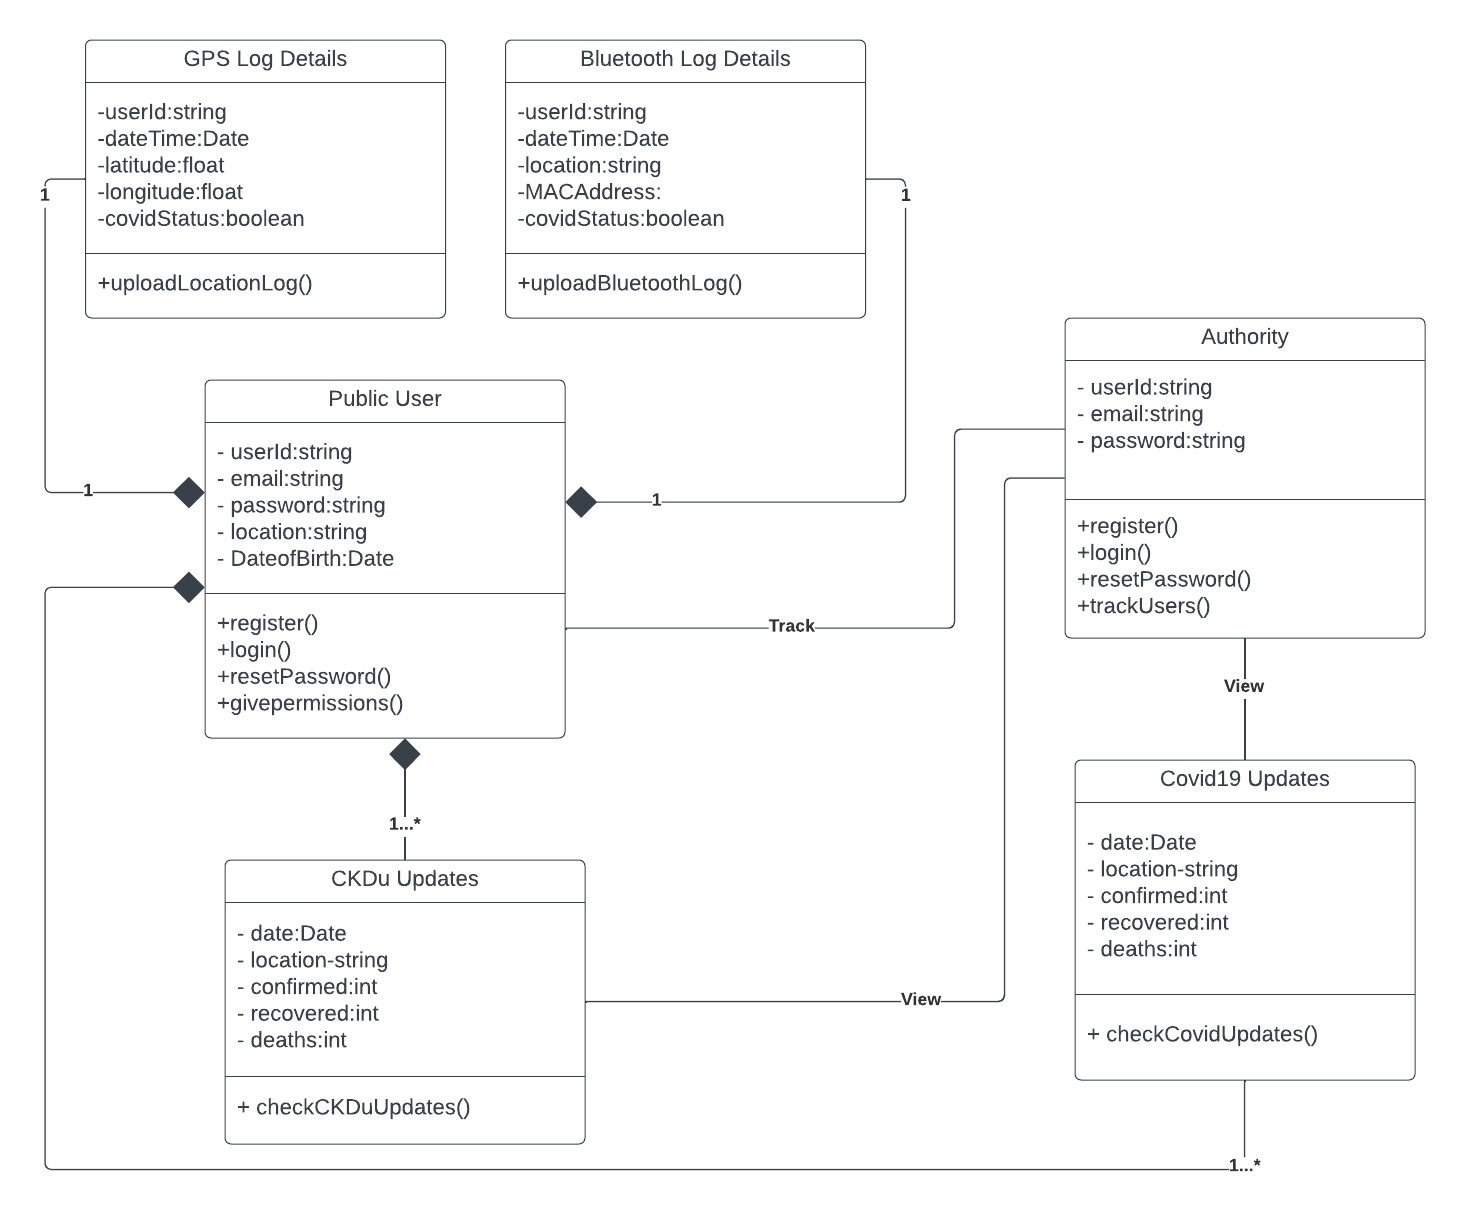 GPS Log Details
-userId:string
-dateTime:Date
-latitude:float
-longitude:float
-covidStatus:boolean
+uploadLocationLog()
Bluetooth Log Details
-userId:string
-dateTime:Date
-location:string
-MACAddress:
-covidStatus:boolean
+uploadBluetoothLog()
1
1
Authority
- userId:string
- email:string
- password:string
+register()
+login()
+resetPassword()
+trackUsers()
Public User
- userId:string
- email:string
- password:string
- location:string
- DateofBirth:Date
+register()
+login()
+resetPassword()
+givepermissions()
1
1
Track
View
1...*
Covid19 Updates
- date:Date
- location-string
- confirmed:int
- recovered:int
- deaths:int
+ checkCovidUpdates()
CKDu Updates
- date:Date
- location-string
- confirmed:int
- recovered:int
- deaths:int
+ checkCKDuUpdates()
View
1...*